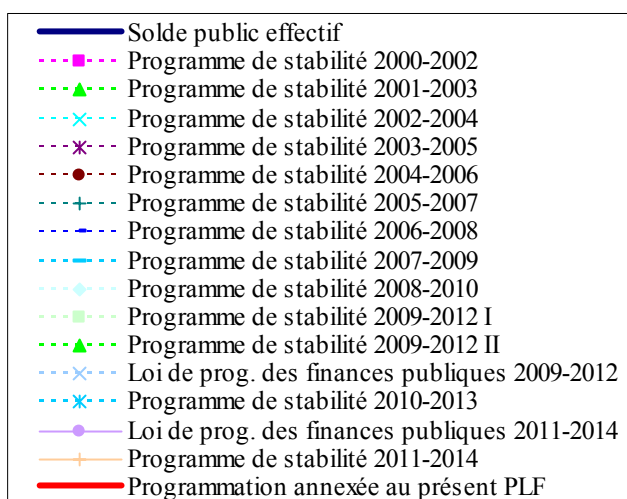 Solde public effectif
Programme de stabilité 2000-2002
Programme de stabilité 2001-2003
Programme de stabilité 2002-2004
Programme de stabilité 2003-2005
Programme de stabilité 2004-2006
Programme de stabilité 2005-2007
Programme de stabilité 2006-2008
Programme de stabilité 2007-2009
Programme de stabilité 2008-2010
Programme de stabilité 2009-2012 I
Programme de stabilité 2009-2012 II
Loi de prog. des finances publiques 2009-2012
Programme de stabilité 2010-2013
Loi de prog. des finances publiques 2011-2014
Programme de stabilité 2011-2014
Programmation annexée au présent PLF